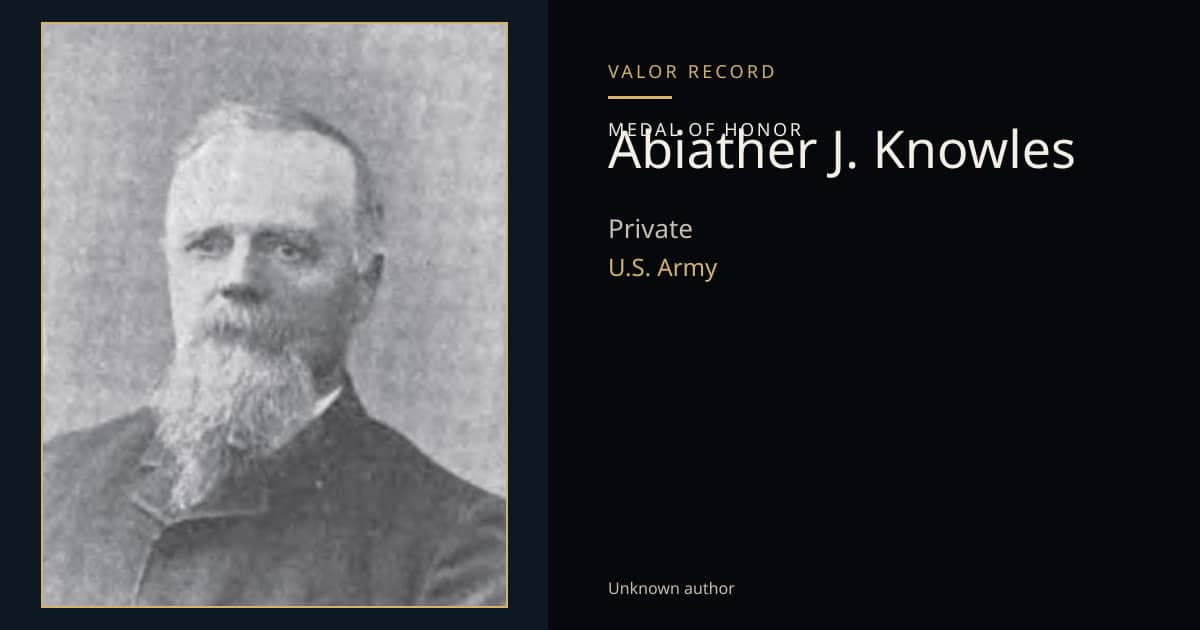 VALOR RECORD
MEDAL OF HONOR
Abiather J. Knowles
Private
U.S. Army
Unknown author